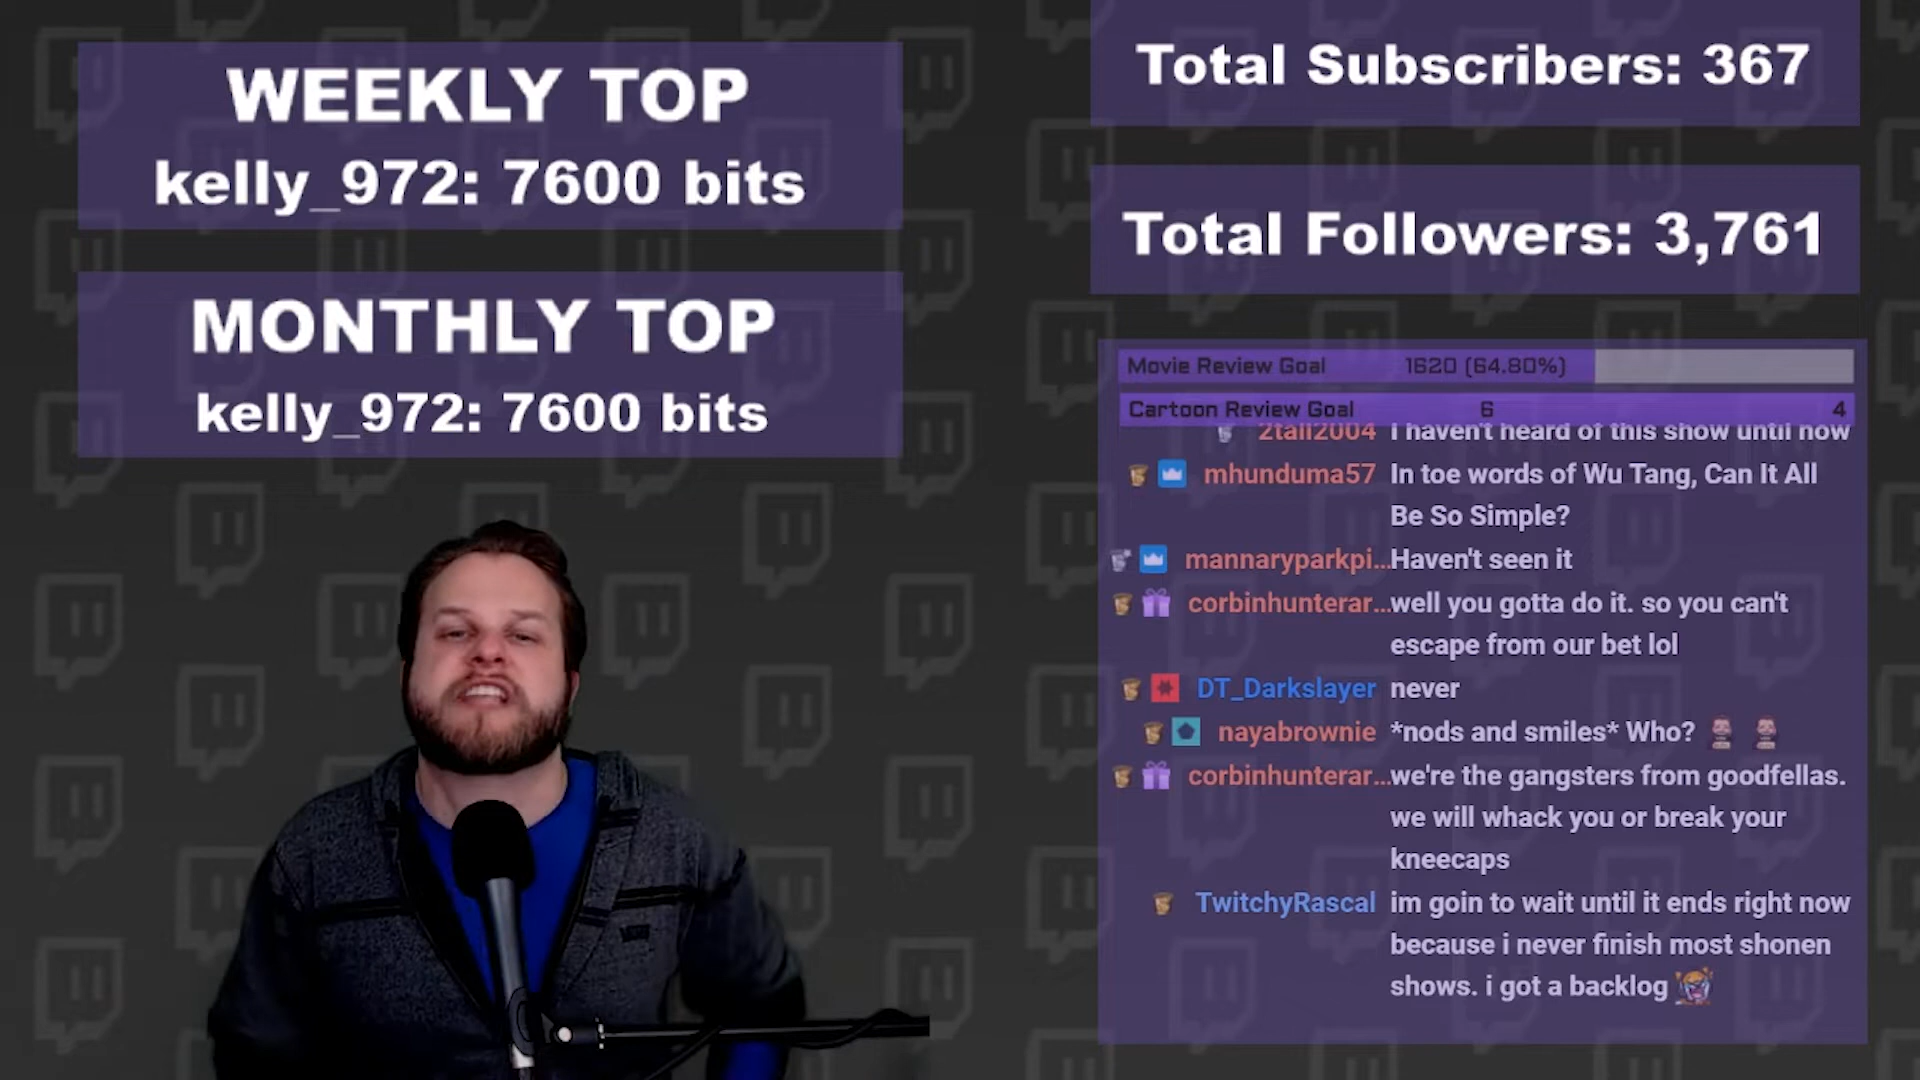 WEEKLY TOP
kelly_972: 7600 bits
MONTHLY TOP
kelly_972: 7600 bits
Total Subscribers: 367
Total Followers: 3,761
Movie Review Goal 1620 (64.80%)
Cartoon Review Goal 6 4
2tall2004 I haven't heard of this show until now
mhunduma57 In toe words of Wu Tang, Can It All
Be So Simple?
mannaryparkpi... Haven't seen it
corbinhunterar... well you gotta do it. so you can't
escape from our bet lol
DT_Darkslayer never
nayabrownie *nods and smiles* Who?
corbinhunterar... we're the gangsters from goodfellas.
we will whack you or break your
kneecaps
TwitchyRascal im goin to wait until it ends right now
because i never finish most shonen
shows. i got a backlog